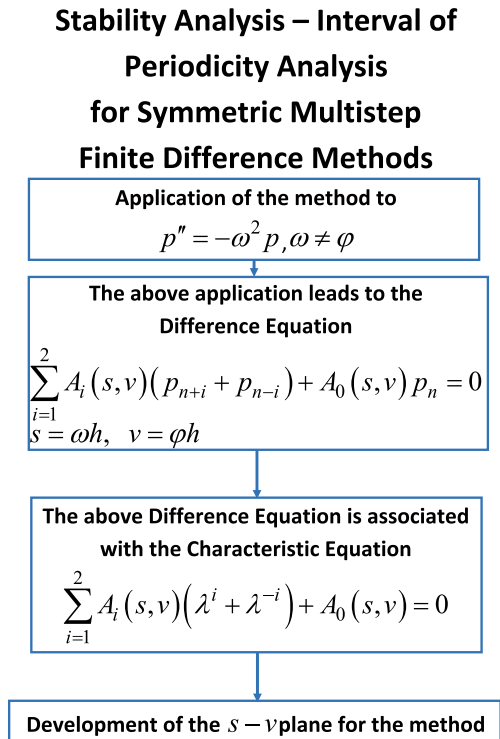 Stability Analysis – Interval of
Periodicity Analysis
for Symmetric Multistep
Finite Difference Methods
Application of the method to
p″ = −ω² p , ω ≠ φ
The above application leads to the
Difference Equation
∑_{i=1}^{2} A_i (s,v)(p_{n+i} + p_{n−i}) + A_0 (s,v) p_n = 0
s = ωh, v = φh
The above Difference Equation is associated
with the Characteristic Equation
∑_{i=1}^{2} A_i (s,v)(λ^i + λ^{−i}) + A_0 (s,v) = 0
Development of the s − v plane for the method